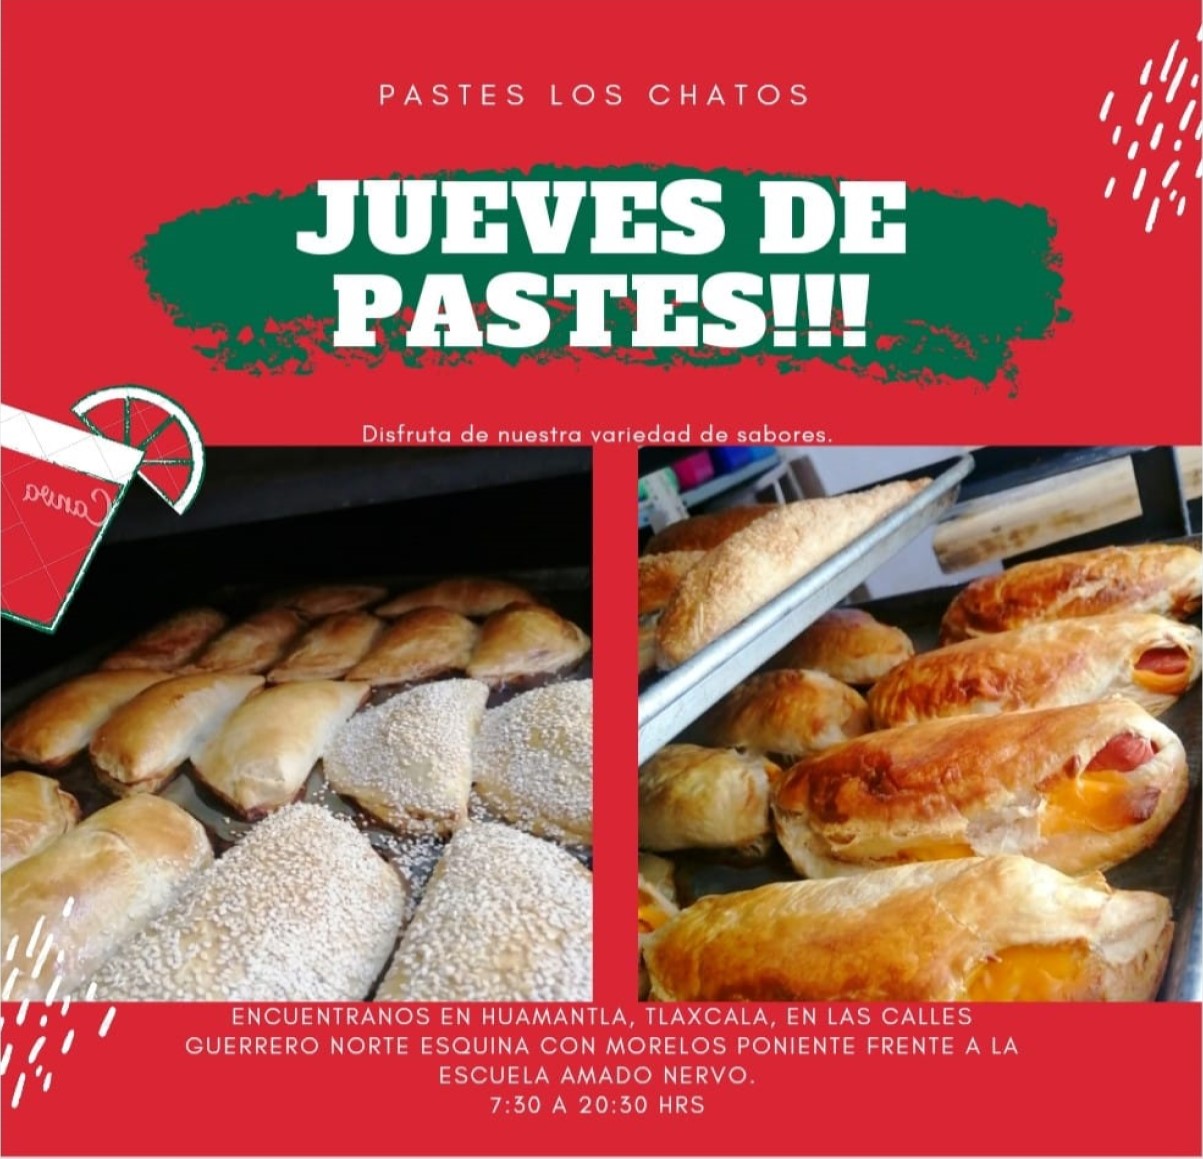 PASTES LOS CHATOS
JUEVES DE
PASTES!!!
Disfruta de nuestra variedad de sabores.
Canva
ENCUENTRANOS EN HUAMANTLA, TLAXCALA, EN LAS CALLES
GUERRERO NORTE ESQUINA CON MORELOS PONIENTE FRENTE A LA
ESCUELA AMADO NERVO.
7:30 A 20:30 HRS